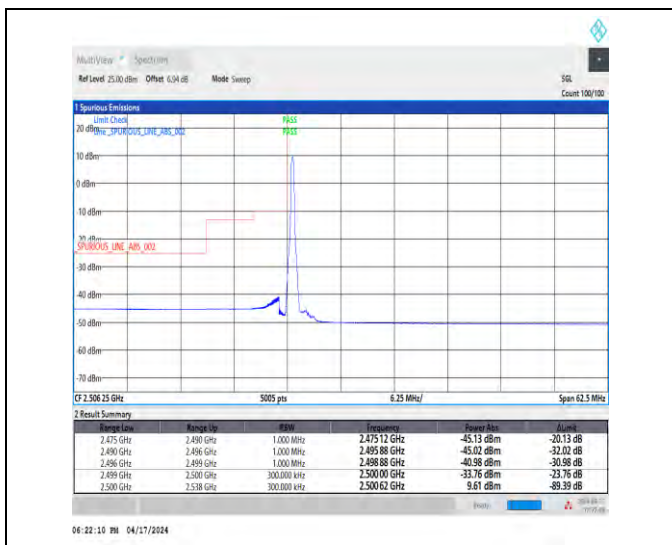 MultiView Spectrum
Ref Level 25.00 dBm Offset 6.94 dB Mode Sweep SGL
Count 100/100
1 Spurious Emissions
Limit Check PASS
20 dBm Line _SPURIOUS_LINE_ABS_002 PASS
10 dBm
0 dBm
-10 dBm
-20 dBm
_SPURIOUS_LINE_ABS_002
-30 dBm
-40 dBm
-50 dBm
-60 dBm
-70 dBm
CF 2.506 25 GHz 5005 pts 6.25 MHz/ Span 62.5 MHz
2 Result Summary
Range Low Range Up RBW Frequency Power Abs ΔLimit
2.475 GHz 2.490 GHz 1.000 MHz 2.475 12 GHz -45.13 dBm -20.13 dB
2.490 GHz 2.496 GHz 1.000 MHz 2.495 88 GHz -45.02 dBm -32.02 dB
2.496 GHz 2.499 GHz 1.000 MHz 2.498 88 GHz -40.98 dBm -30.98 dB
2.499 GHz 2.500 GHz 300.000 kHz 2.500 00 GHz -33.76 dBm -23.76 dB
2.500 GHz 2.538 GHz 300.000 kHz 2.500 62 GHz 9.61 dBm -89.39 dB
06:22:10 PM 04/17/2024